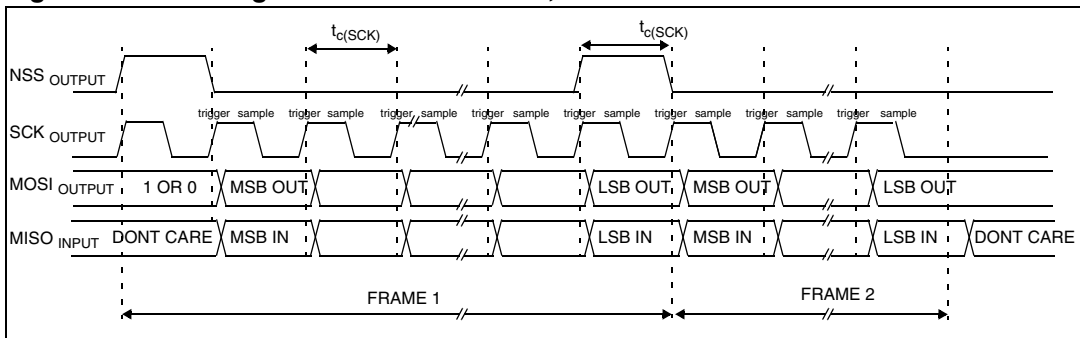 tc(SCK) tc(SCK)
NSS OUTPUT
trigger sample trigger sample trigger sample trigger sample trigger sample trigger sample trigger sample trigger sample
SCK OUTPUT
MOSI OUTPUT 1 OR 0 MSB OUT LSB OUT MSB OUT LSB OUT
MISO INPUT DONT CARE MSB IN LSB IN MSB IN LSB IN DONT CARE
FRAME 1 FRAME 2